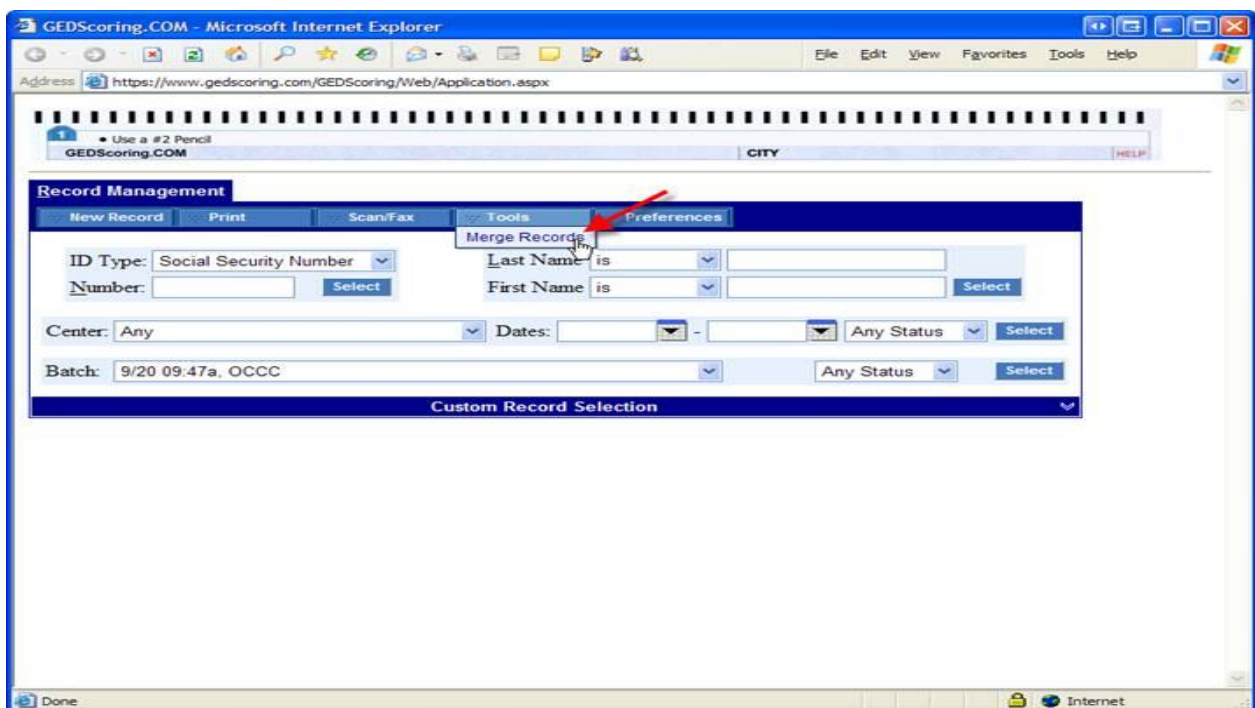 GEDScoring.COM - Microsoft Internet Explorer
File Edit View Favorites Tools Help
Address https://www.gedscoring.com/GEDScoring/Web/Application.aspx
1
• Use a #2 Pencil
GEDScoring.COM CITY HELP
Record Management
New Record Print Scan/Fax Tools Preferences
Merge Records
ID Type: Social Security Number Last Name is
Number: Select First Name is Select
Center: Any Dates: - Any Status Select
Batch: 9/20 09:47a, OCCC Any Status Select
Custom Record Selection
Done Internet